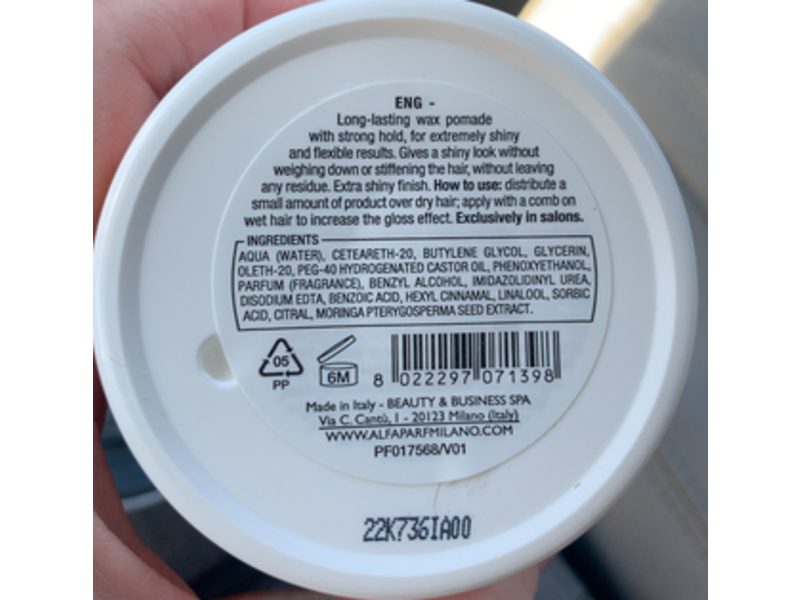 ENG -
Long-lasting wax pomade
with strong hold, for extremely shiny
and flexible results. Gives a shiny look without
weighing down or stiffening the hair, without leaving
any residue. Extra shiny finish. How to use: distribute a
small amount of product over dry hair; apply with a comb on
wet hair to increase the gloss effect. Exclusively in salons.
INGREDIENTS
AQUA (WATER), CETEARETH-20, BUTYLENE GLYCOL, GLYCERIN,
OLETH-20, PEG-40 HYDROGENATED CASTOR OIL, PHENOXYETHANOL,
PARFUM (FRAGRANCE), BENZYL ALCOHOL, IMIDAZOLIDINYL UREA,
DISODIUM EDTA, BENZOIC ACID, HEXYL CINNAMAL, LINALOOL, SORBIC
ACID, CITRAL, MORINGA PTERYGOSPERMA SEED EXTRACT.
05
PP
6M
8 022297 071398
Made in Italy - BEAUTY & BUSINESS SPA
Via C. Cantù, 1 - 20123 Milano (Italy)
WWW.ALFAPARFMILANO.COM
PF017568/V01
22K736IA00